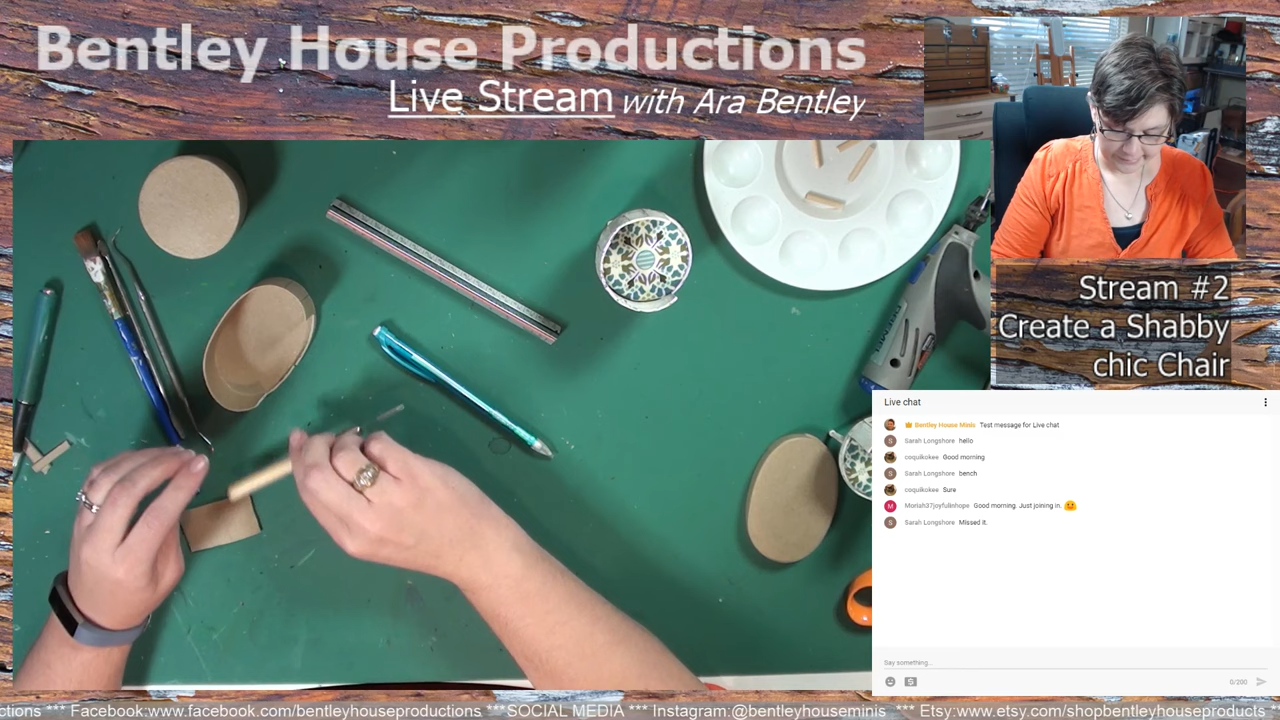 Bentley House Productions
Live Stream with Ara Bentley
Stream #2
Create a Shabby
chic Chair
Live chat
Bentley House Minis Test message for Live chat
Sarah Longshore hello
coquikokee Good morning
Sarah Longshore bench
coquikokee Sure
Moriah37joyfulinhope Good morning. Just joining in.
Sarah Longshore Missed it.
Say something...
0/200
ctions *** Facebook:www.facebook.com/bentleyhouseproductions ***SOCIAL MEDIA *** Instagram:@bentleyhouseminis *** Etsy:www.etsy.com/shopbentleyhouseproducts *